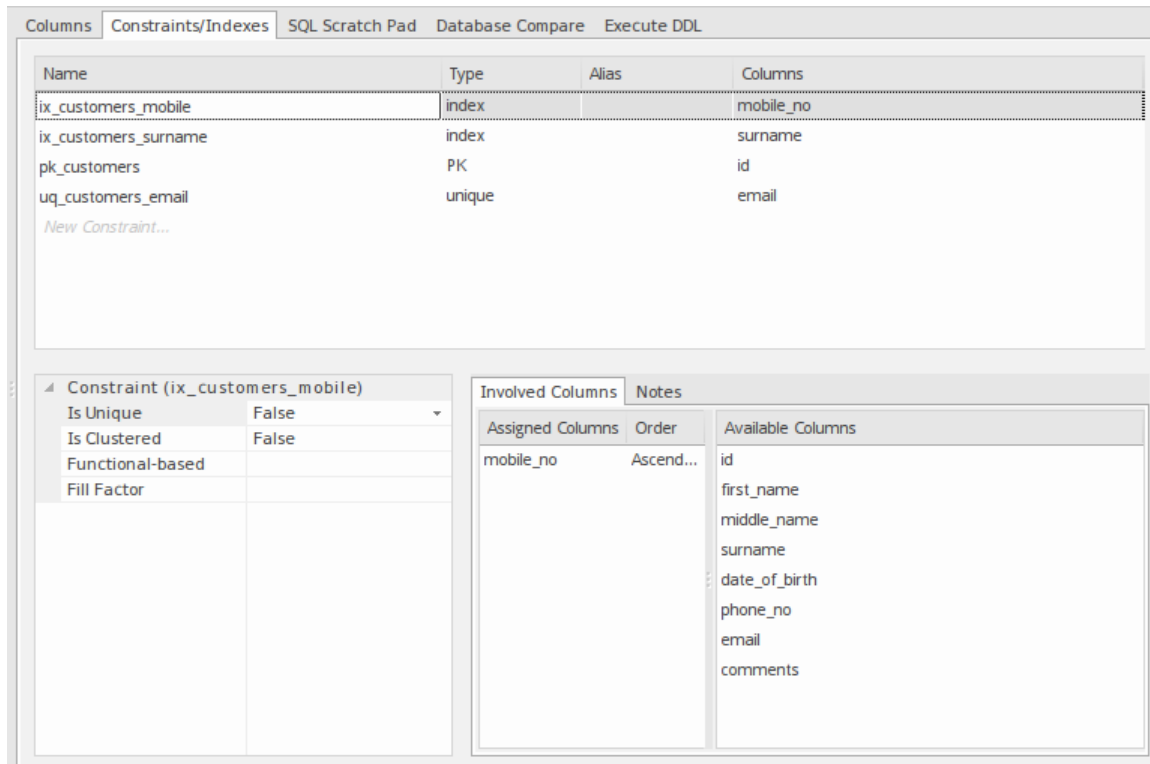 Columns Constraints/Indexes SQL Scratch Pad Database Compare Execute DDL
Name Type Alias Columns
ix_customers_mobile index mobile_no
ix_customers_surname index surname
pk_customers PK id
uq_customers_email unique email
New Constraint...
Constraint (ix_customers_mobile)
Is Unique False
Is Clustered False
Functional-based
Fill Factor
Involved Columns Notes
Assigned Columns Order Available Columns
mobile_no Ascend... id
first_name
middle_name
surname
date_of_birth
phone_no
email
comments